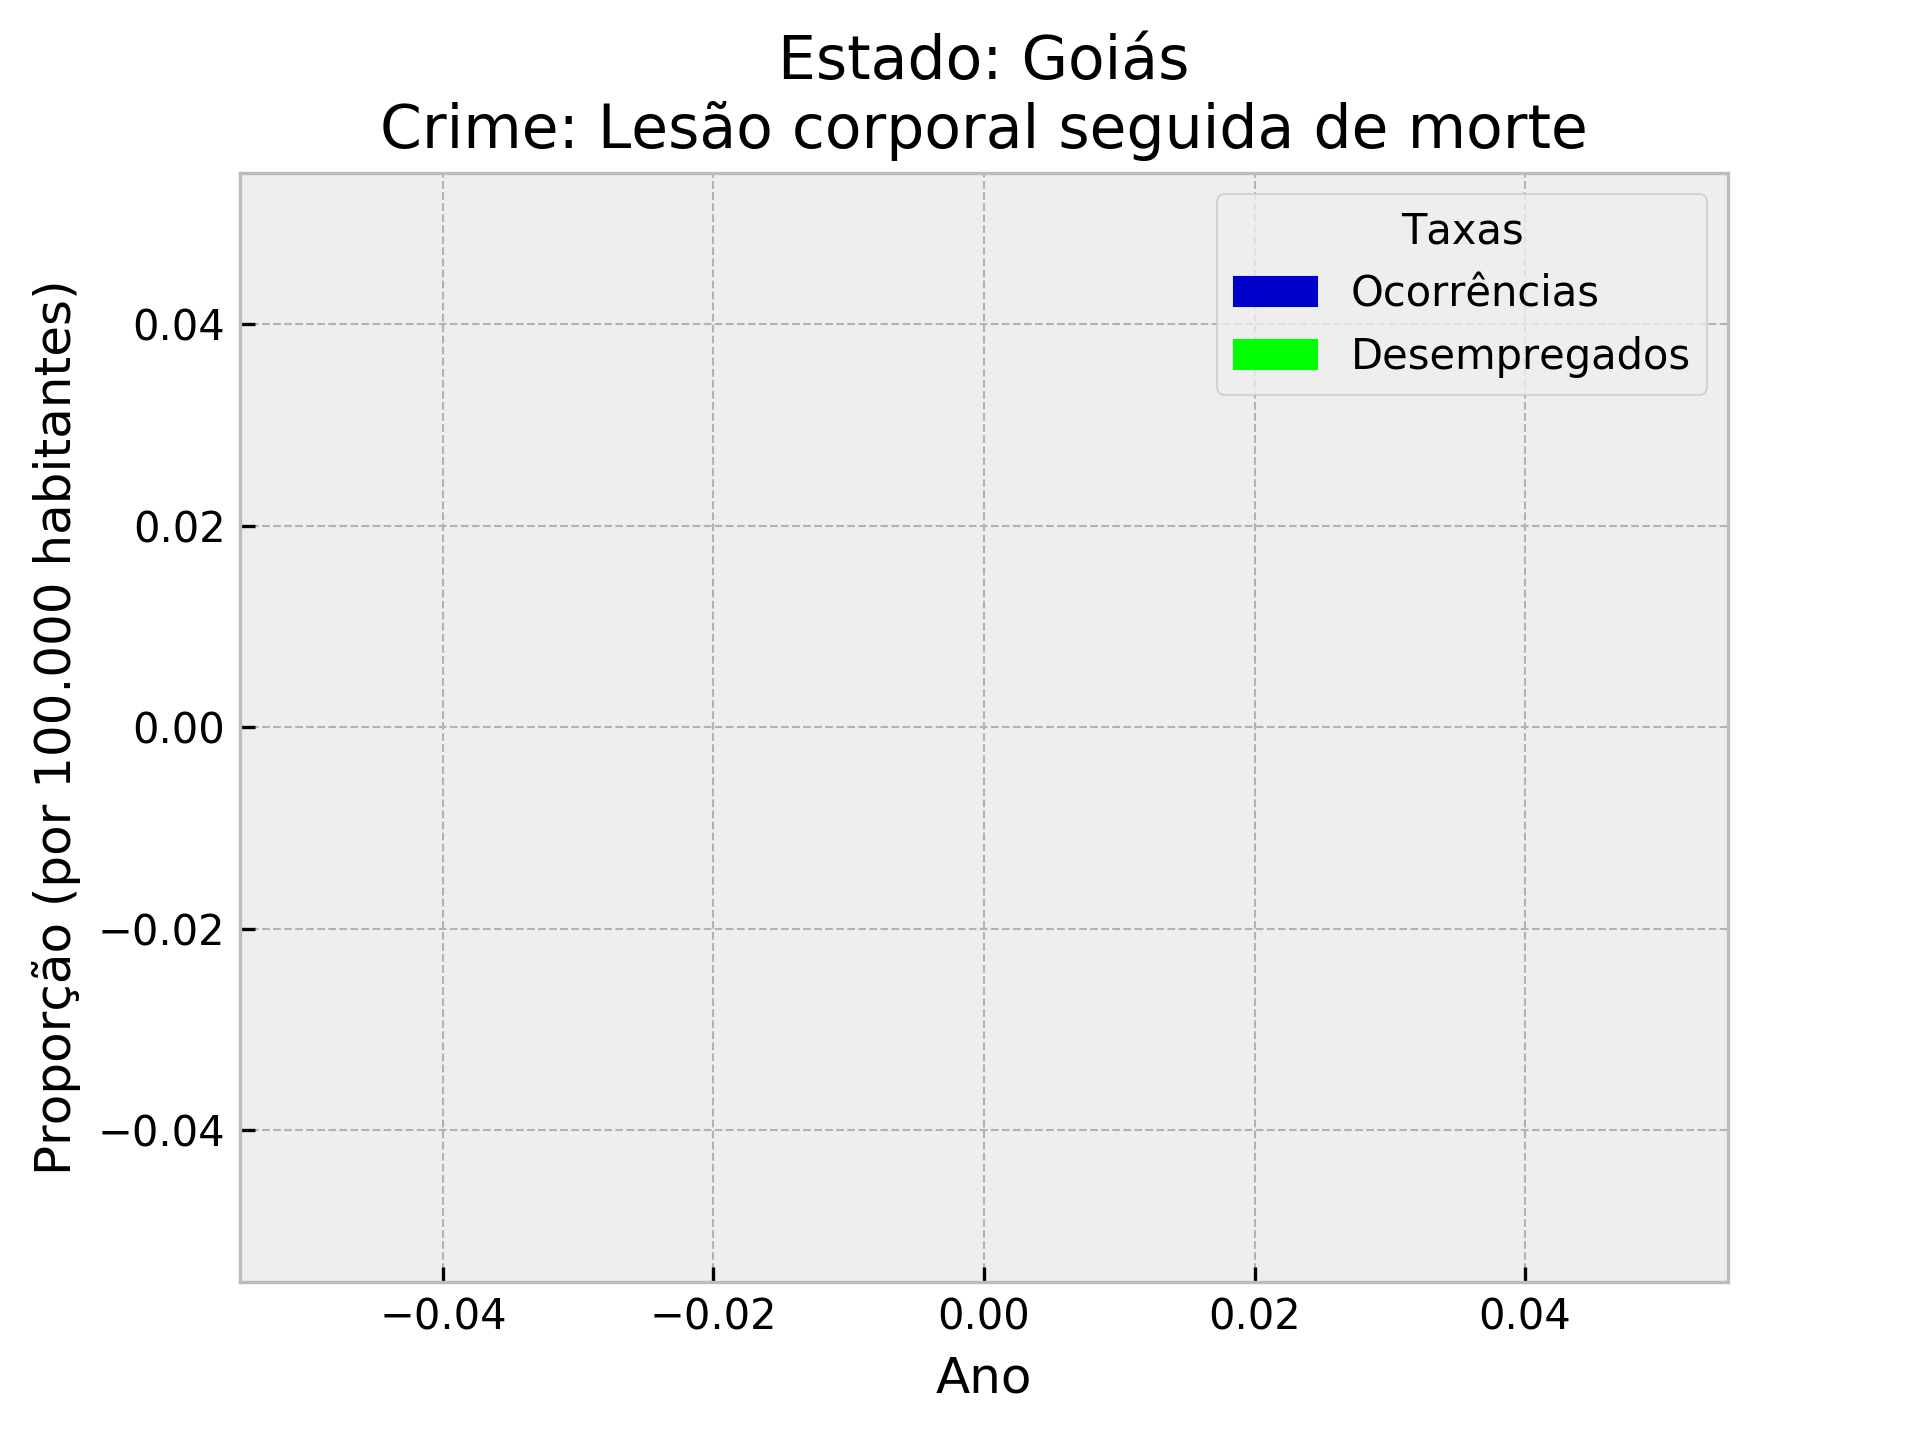 Estado: Goiás
Crime: Lesão corporal seguida de morte
Taxas
Ocorrências
Desempregados
Proporção (por 100.000 habitantes)
0.04
0.02
0.00
−0.02
−0.04
−0.04 −0.02 0.00 0.02 0.04
Ano